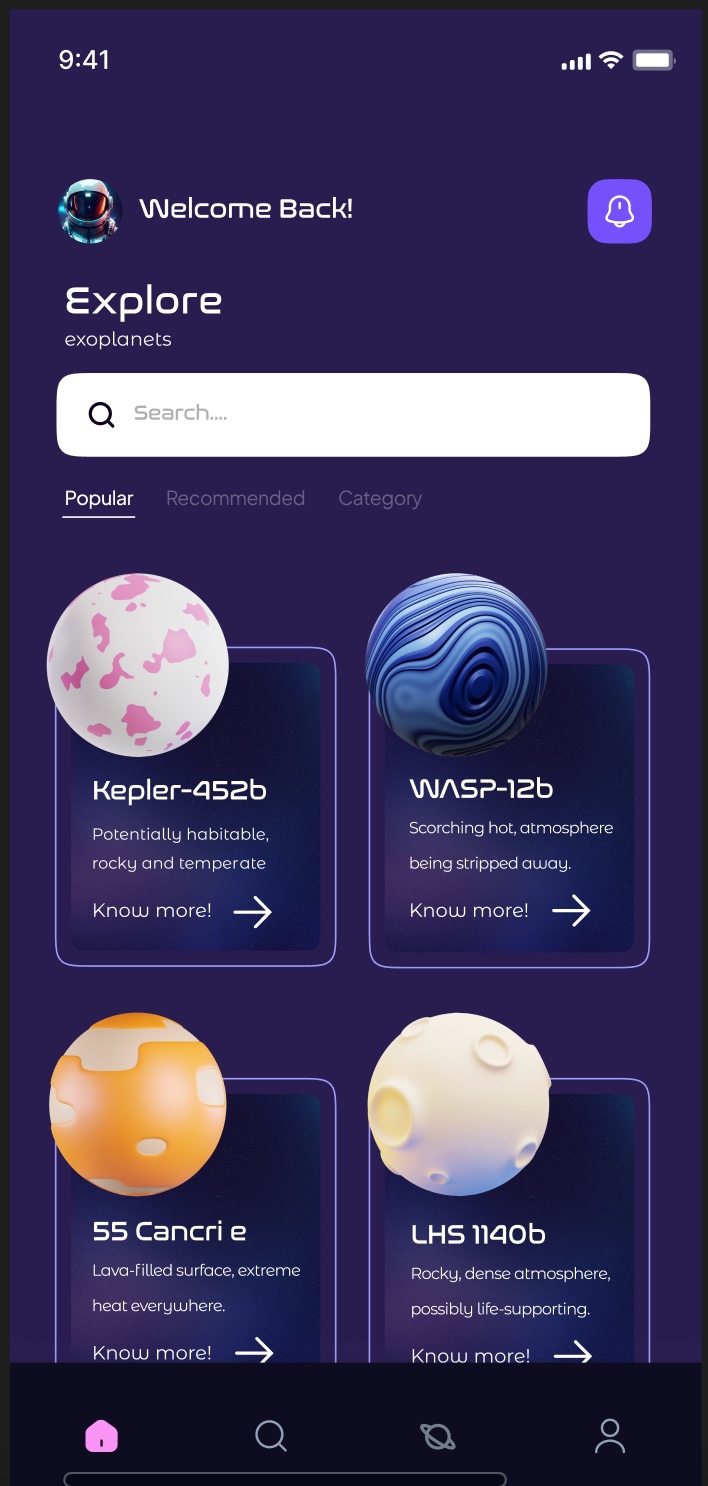 9:41
Welcome Back!
Explore
exoplanets
Search....
Popular Recommended Category
Kepler-452b
Potentially habitable,
rocky and temperate
Know more!
WASP-12b
Scorching hot, atmosphere
being stripped away.
Know more!
55 Cancri e
Lava-filled surface, extreme
heat everywhere.
Know more!
LHS 1140b
Rocky, dense atmosphere,
possibly life-supporting.
Know more!